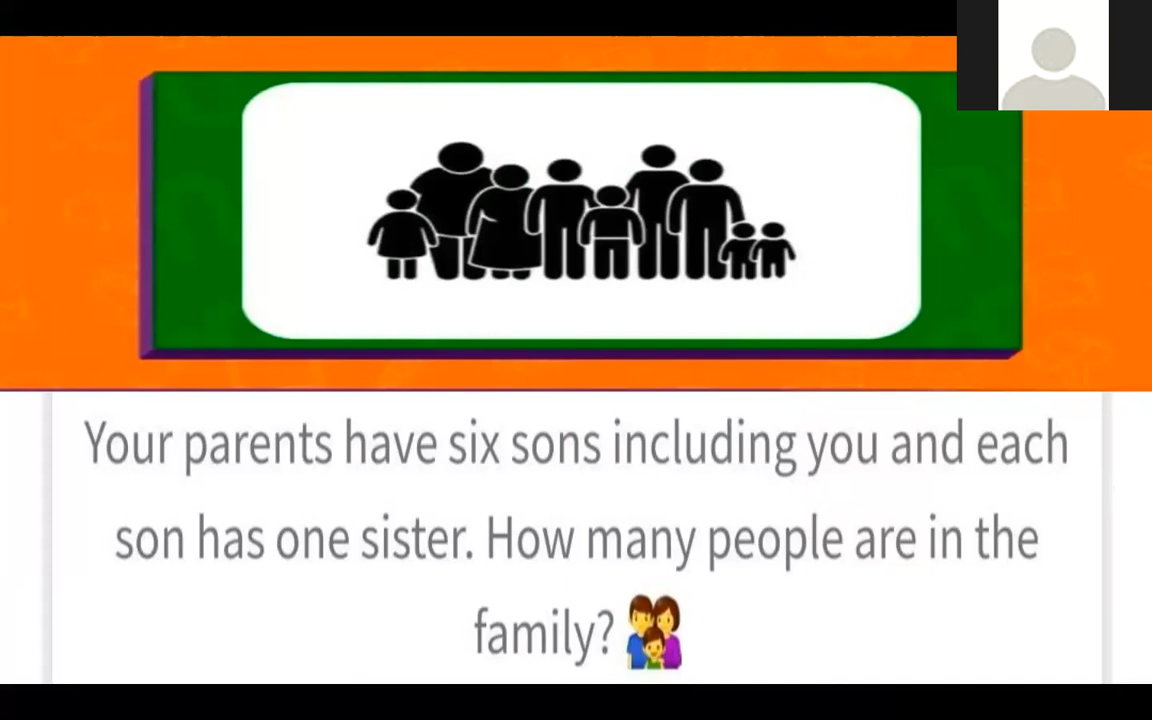 Your parents have six sons including you and each
son has one sister. How many people are in the
family?